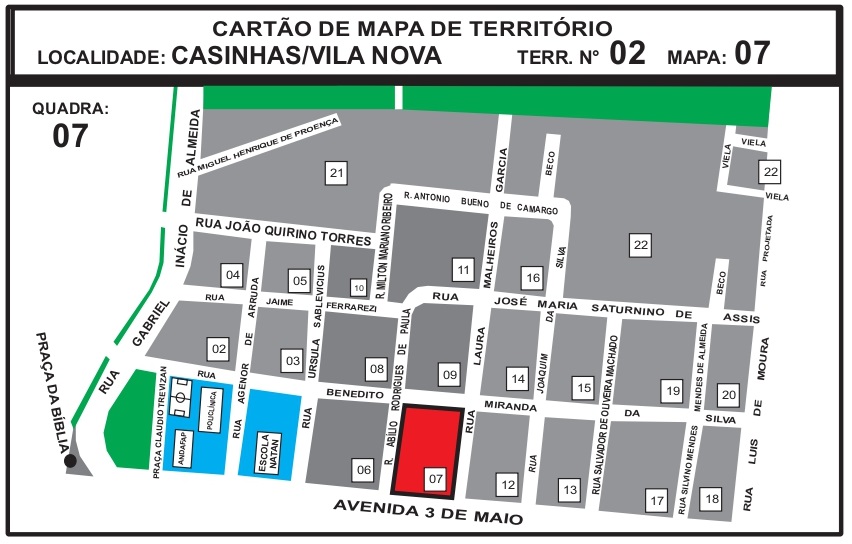 CARTÃO DE MAPA DE TERRITÓRIO
LOCALIDADE: CASINHAS/VILA NOVA TERR. Nº 02 MAPA: 07
QUADRA:
07
RUA MIGUEL HENRIQUE DE PROENÇA
RUA GABRIEL INÁCIO DE ALMEIDA
21
GARCIA
BECO
VIELA
VIELA
22
VIELA
R. ANTONIO BUENO DE CAMARGO
R. MILTON MARIANO RIBEIRO
RUA JOÃO QUIRINO TORRES
11
MALHEIROS
16
SILVA
22
RUA PROJETADA
BECO
04
05
10
SABLEVICIUS
RUA JAIME FERRAREZI
RUA JOSÉ MARIA SATURNINO DE ASSIS
02
RUA AGENOR DE ARRUDA
03
RUA URSULA
08
R. ABÍLIO RODRIGUES DE PAULA
09
RUA LAURA
14
RUA JOAQUIM DA
15
RUA SALVADOR DE OLIVEIRA MACHADO
19
RUA SILVINO MENDES MENDES DE ALMEIDA
20
RUA LUIS DE MOURA
PRAÇA DA BÍBLIA
PRAÇA CLAUDIO TREVIZAN
RUA BENEDITO MIRANDA DA SILVA
ANDAFAP
POLICLÍNICA
ESCOLA NATAN
06
07
12
13
17
18
AVENIDA 3 DE MAIO